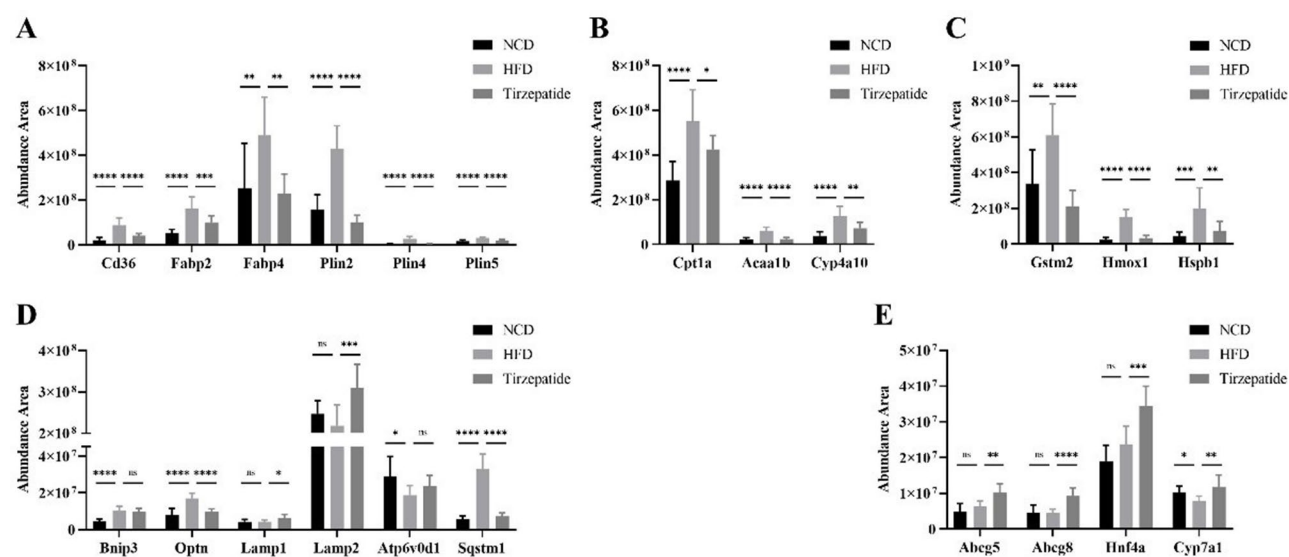 A
NCD
HFD
Tirzepatide
Abundance Area
8×10⁸
6×10⁸
4×10⁸
2×10⁸
0
**** **** **** *** ** ** **** **** **** **** **** ****
Cd36 Fabp2 Fabp4 Plin2 Plin4 Plin5
B
NCD
HFD
Tirzepatide
Abundance Area
8×10⁸
6×10⁸
4×10⁸
2×10⁸
0
**** * **** **** **** **
Cpt1a Acaa1b Cyp4a10
C
NCD
HFD
Tirzepatide
Abundance Area
1×10⁹
8×10⁸
6×10⁸
4×10⁸
2×10⁸
0
** **** **** **** *** **
Gstm2 Hmox1 Hspb1
D
NCD
HFD
Tirzepatide
Abundance Area
4×10⁸
3×10⁸
2×10⁸
4×10⁷
2×10⁷
0
**** ns **** **** ns * ns *** * ns **** ****
Bnip3 Optn Lamp1 Lamp2 Atp6v0d1 Sqstm1
E
NCD
HFD
Tirzepatide
Abundance Area
5×10⁷
4×10⁷
3×10⁷
2×10⁷
1×10⁷
0
ns ** ns **** ns *** * **
Abcg5 Abcg8 Hnf4a Cyp7a1